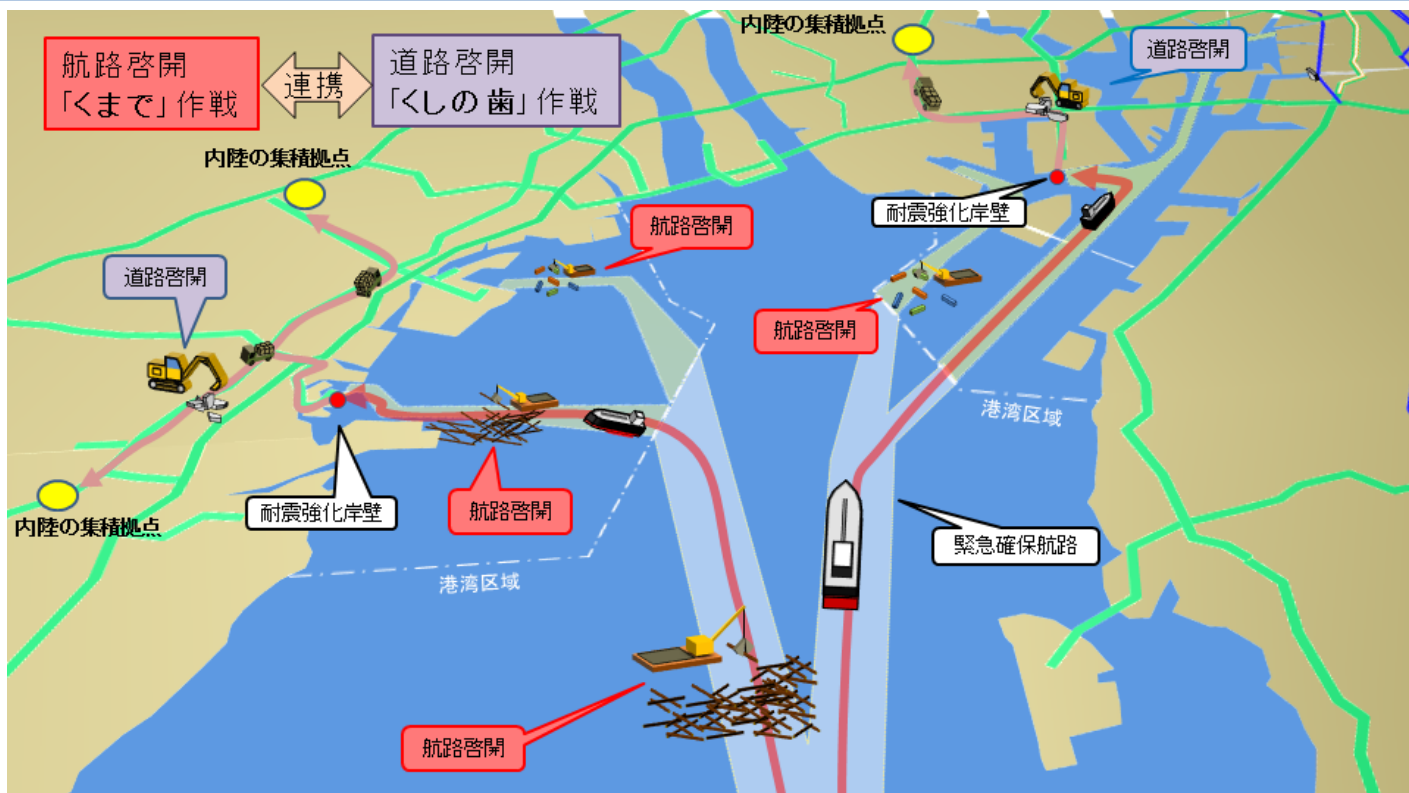 航路啓開
「くまで」作戦
連携
道路啓開
「くしの歯」作戦
内陸の集積拠点
道路啓開
内陸の集積拠点
航路啓開
耐震強化岸壁
道路啓開
航路啓開
港湾区域
内陸の集積拠点
耐震強化岸壁
航路啓開
緊急確保航路
港湾区域
航路啓開